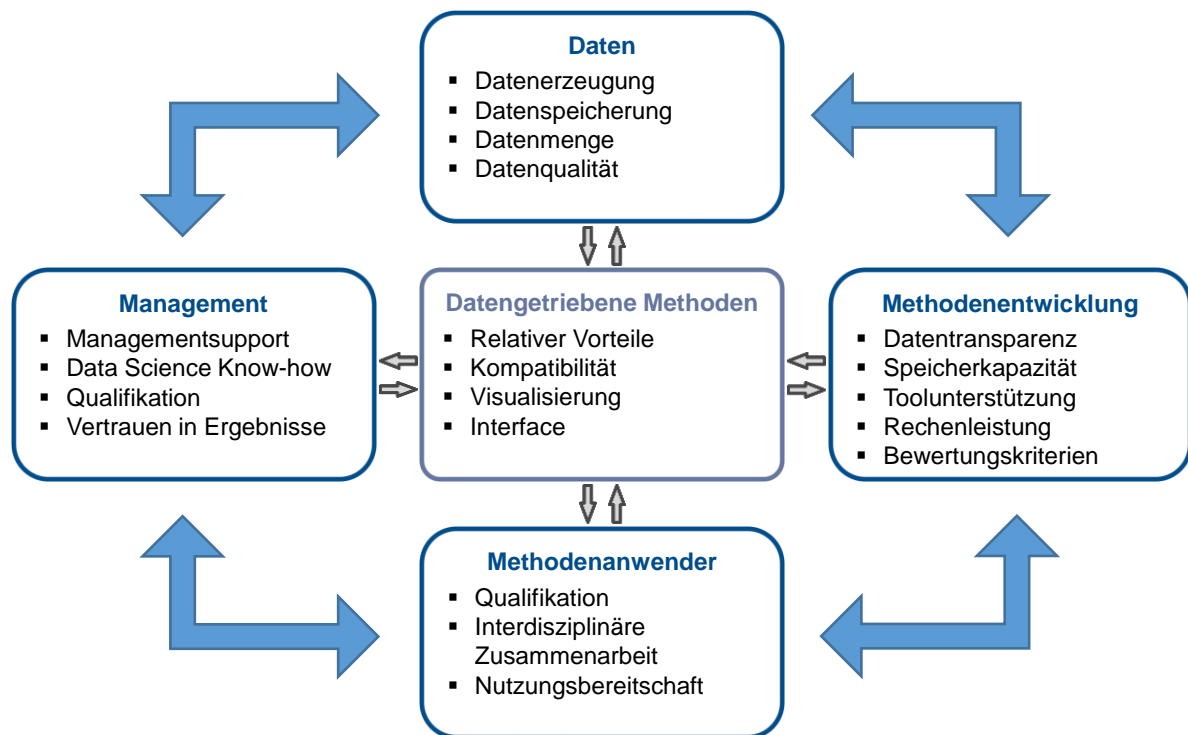 Daten
▪ Datenerzeugung
▪ Datenspeicherung
▪ Datenmenge
▪ Datenqualität
Management
▪ Managementsupport
▪ Data Science Know-how
▪ Qualifikation
▪ Vertrauen in Ergebnisse
Datengetriebene Methoden
▪ Relativer Vorteile
▪ Kompatibilität
▪ Visualisierung
▪ Interface
Methodenentwicklung
▪ Datentransparenz
▪ Speicherkapazität
▪ Toolunterstützung
▪ Rechenleistung
▪ Bewertungskriterien
Methodenanwender
▪ Qualifikation
▪ Interdisziplinäre
Zusammenarbeit
▪ Nutzungsbereitschaft